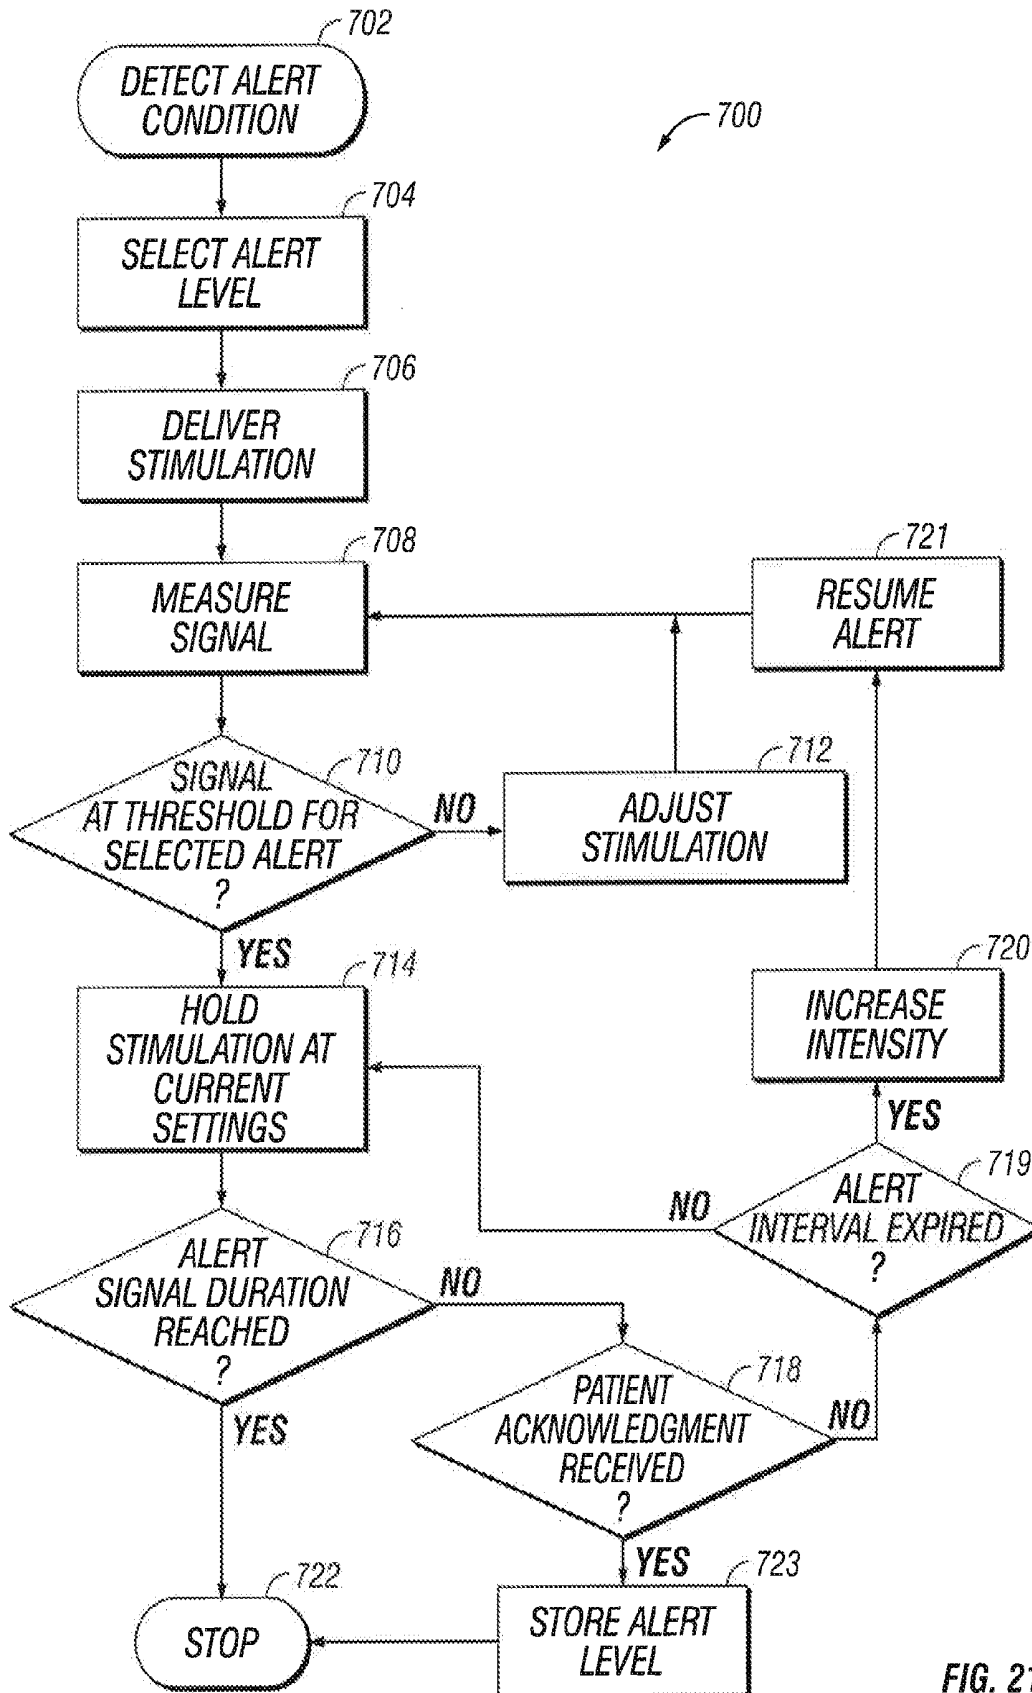 702
DETECT ALERT
CONDITION
700
704
SELECT ALERT
LEVEL
706
DELIVER
STIMULATION
708
MEASURE
SIGNAL
721
RESUME
ALERT
710
SIGNAL
AT THRESHOLD FOR
SELECTED ALERT
?
NO
712
ADJUST
STIMULATION
YES
714
HOLD
STIMULATION AT
CURRENT
SETTINGS
720
INCREASE
INTENSITY
YES
719
ALERT
INTERVAL EXPIRED
?
NO
716
ALERT
SIGNAL DURATION
REACHED
?
NO
YES
718
PATIENT
ACKNOWLEDGMENT
RECEIVED
?
NO
YES
722
STOP
723
STORE ALERT
LEVEL
FIG. 21